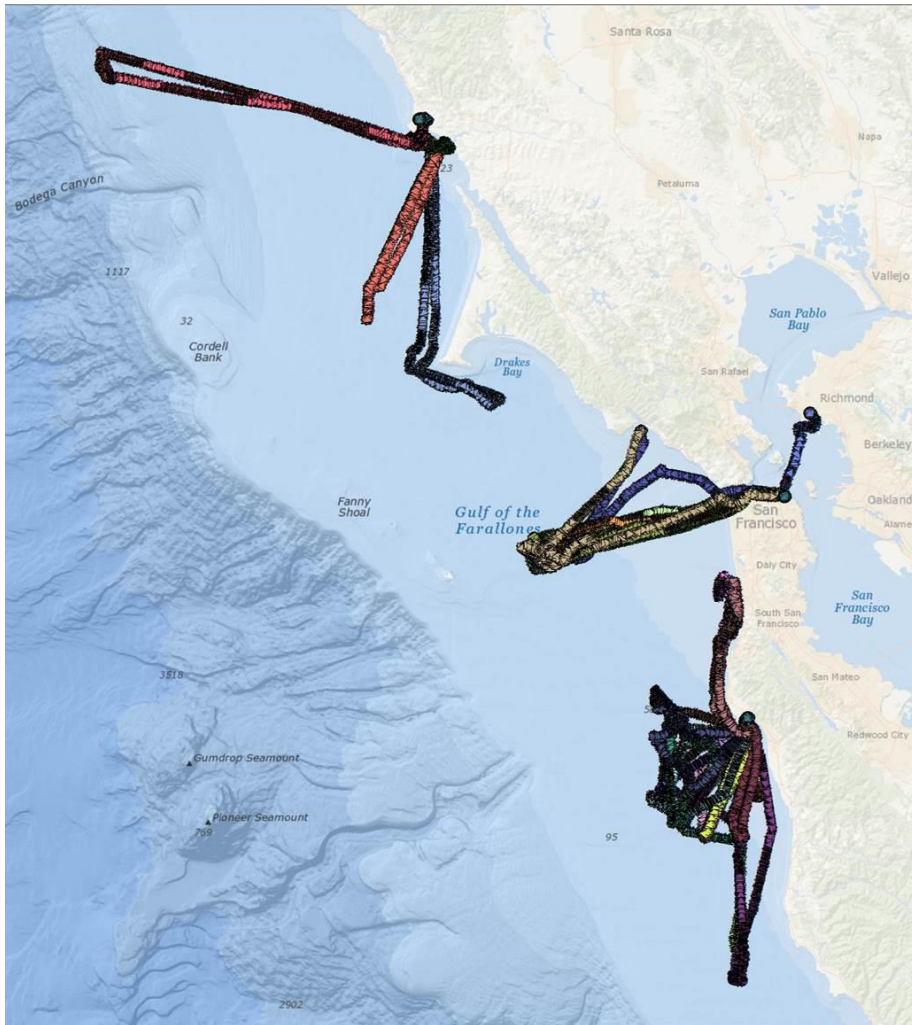 Santa Rosa
Napa
23
Petaluma
Bodega Canyon
1117
Vallejo
San Pablo
Bay
32
Cordell
Bank
Drakes
Bay
San Rafael
Richmond
Berkeley
Fanny
Shoal
Gulf of the
Farallones
Oakland
San
Francisco
Alame
Daly City
San
Francisco
Bay
South San
Francisco
3518
San Mateo
Redwood City
Gumdrop Seamount
Pioneer Seamount
769
95
2902